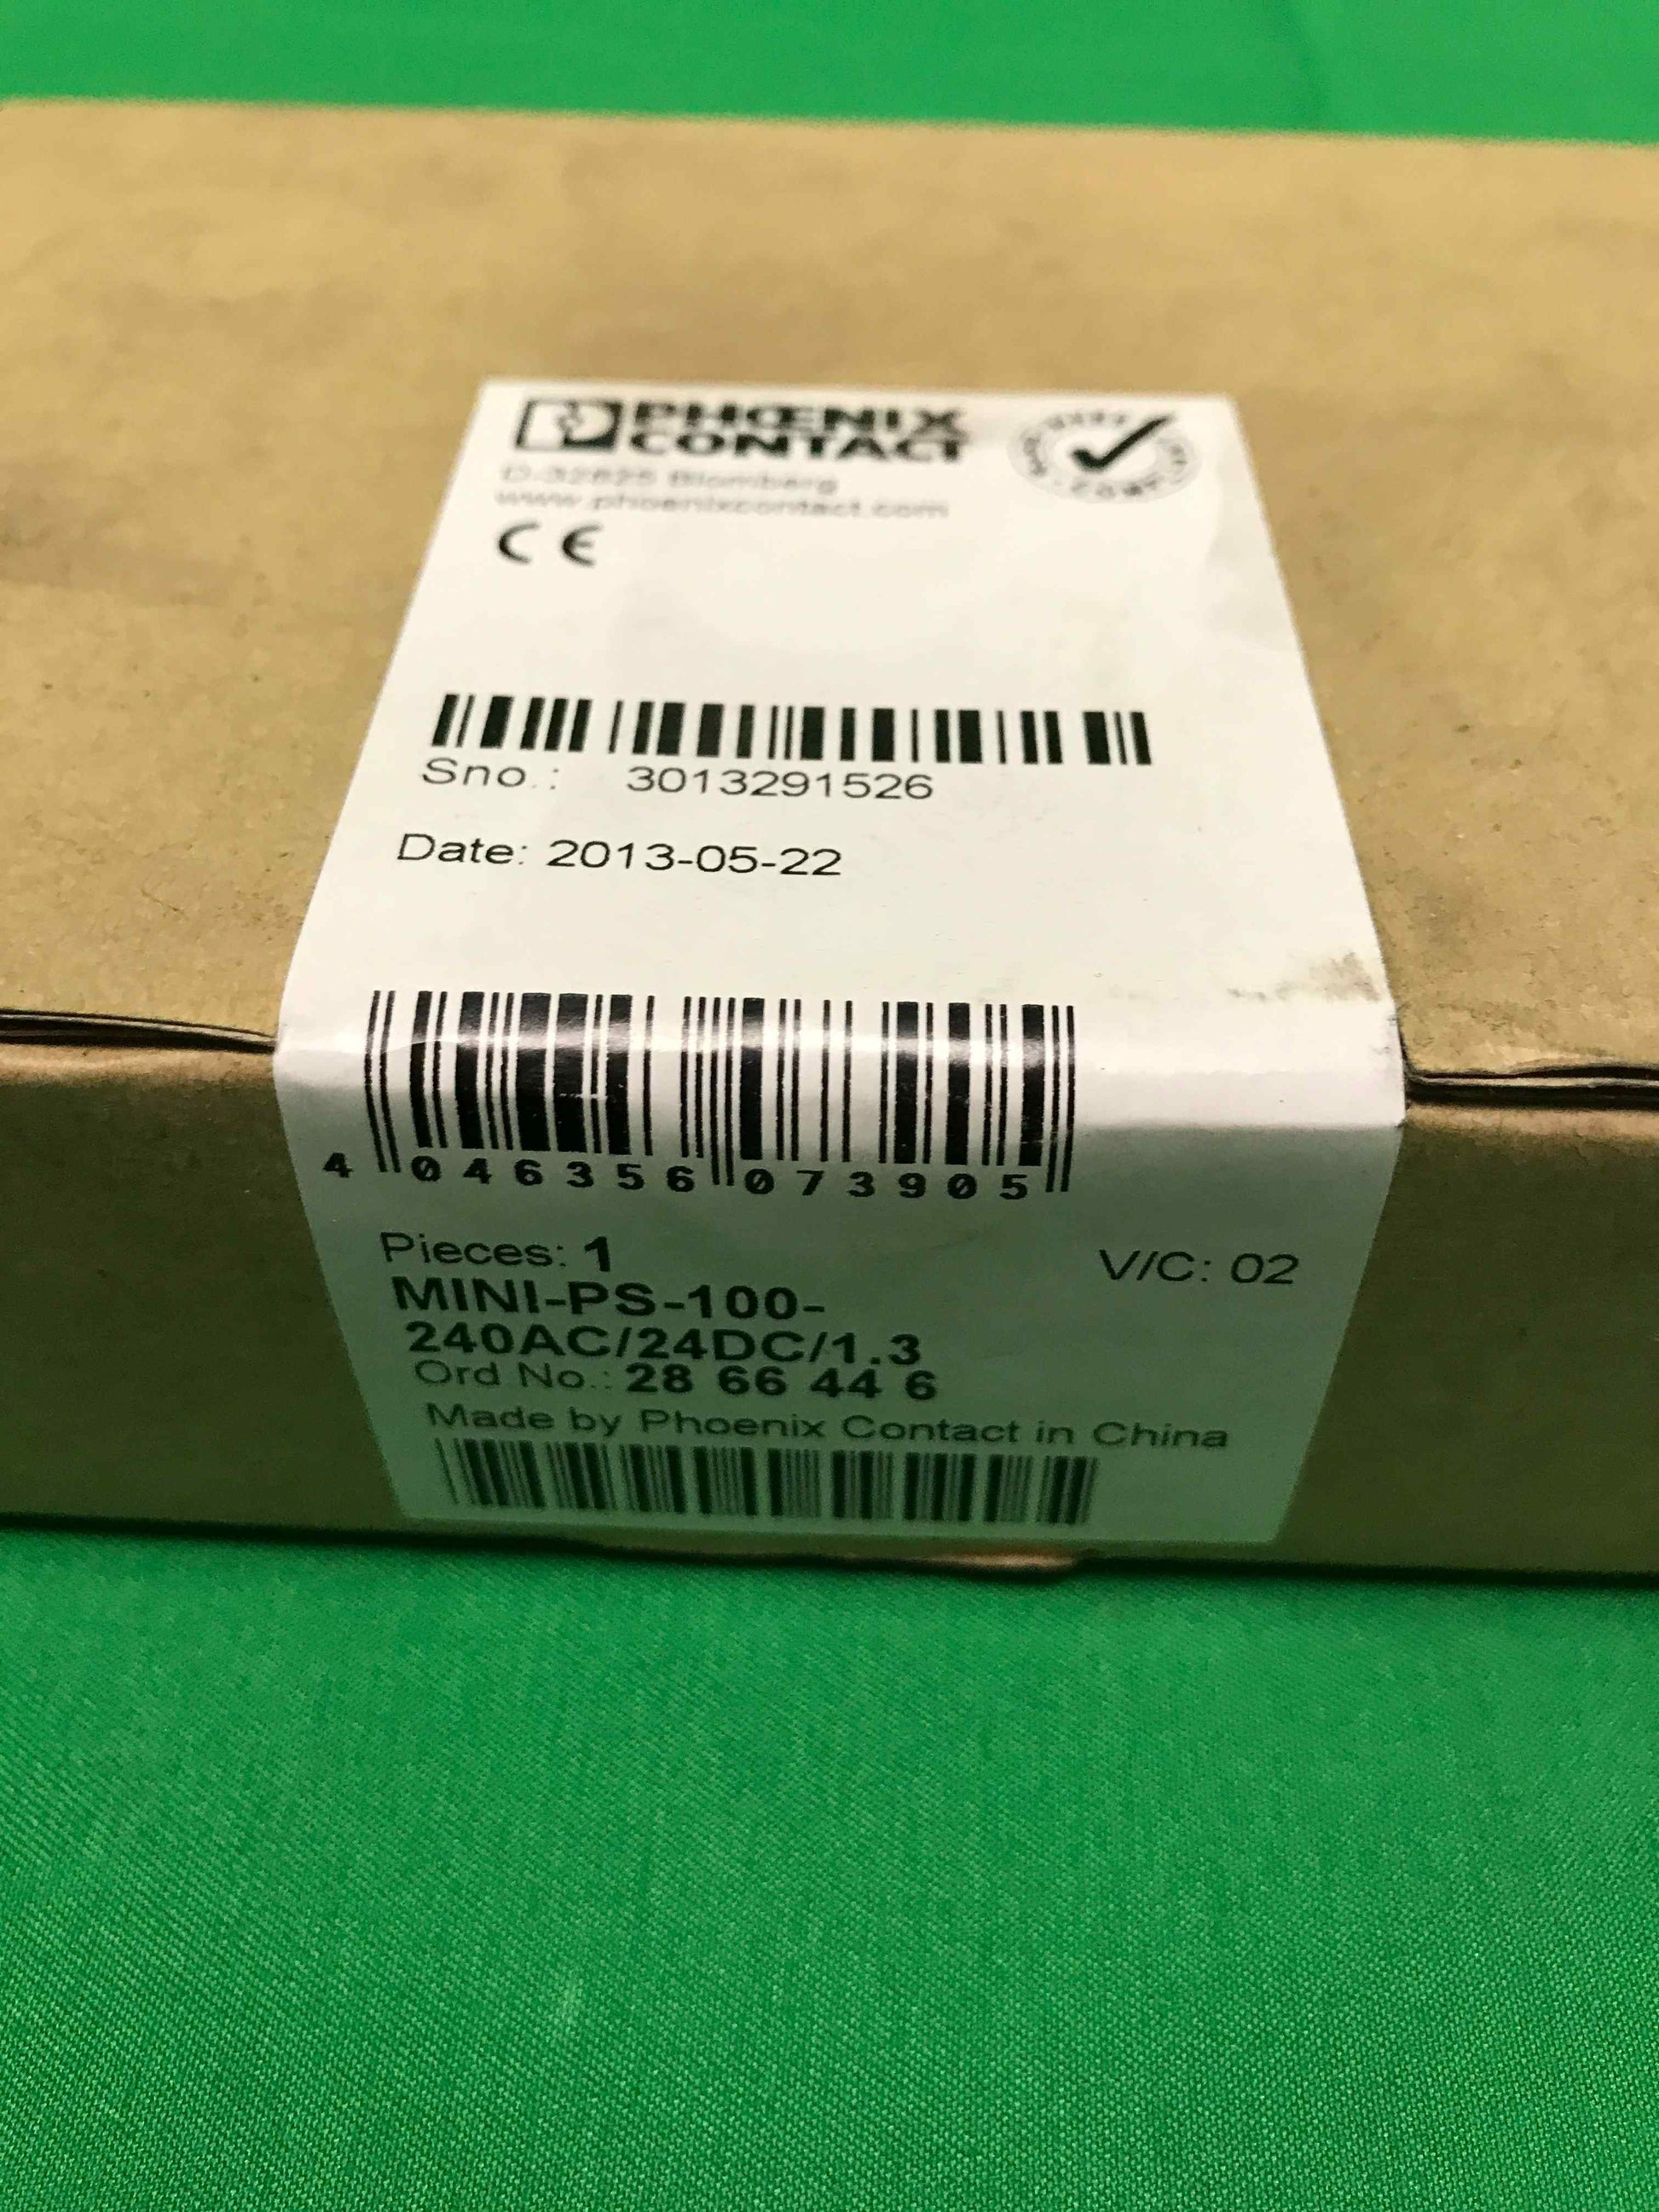 PHŒNIX
CONTACT
D-32825 Blomberg
www.phoenixcontact.com
CE
Sno.: 3013291526
Date: 2013-05-22
4 046356 073905
Pieces: 1
V/C: 02
MINI-PS-100-
240AC/24DC/1.3
Ord No.: 28 66 44 6
Made by Phoenix Contact in China